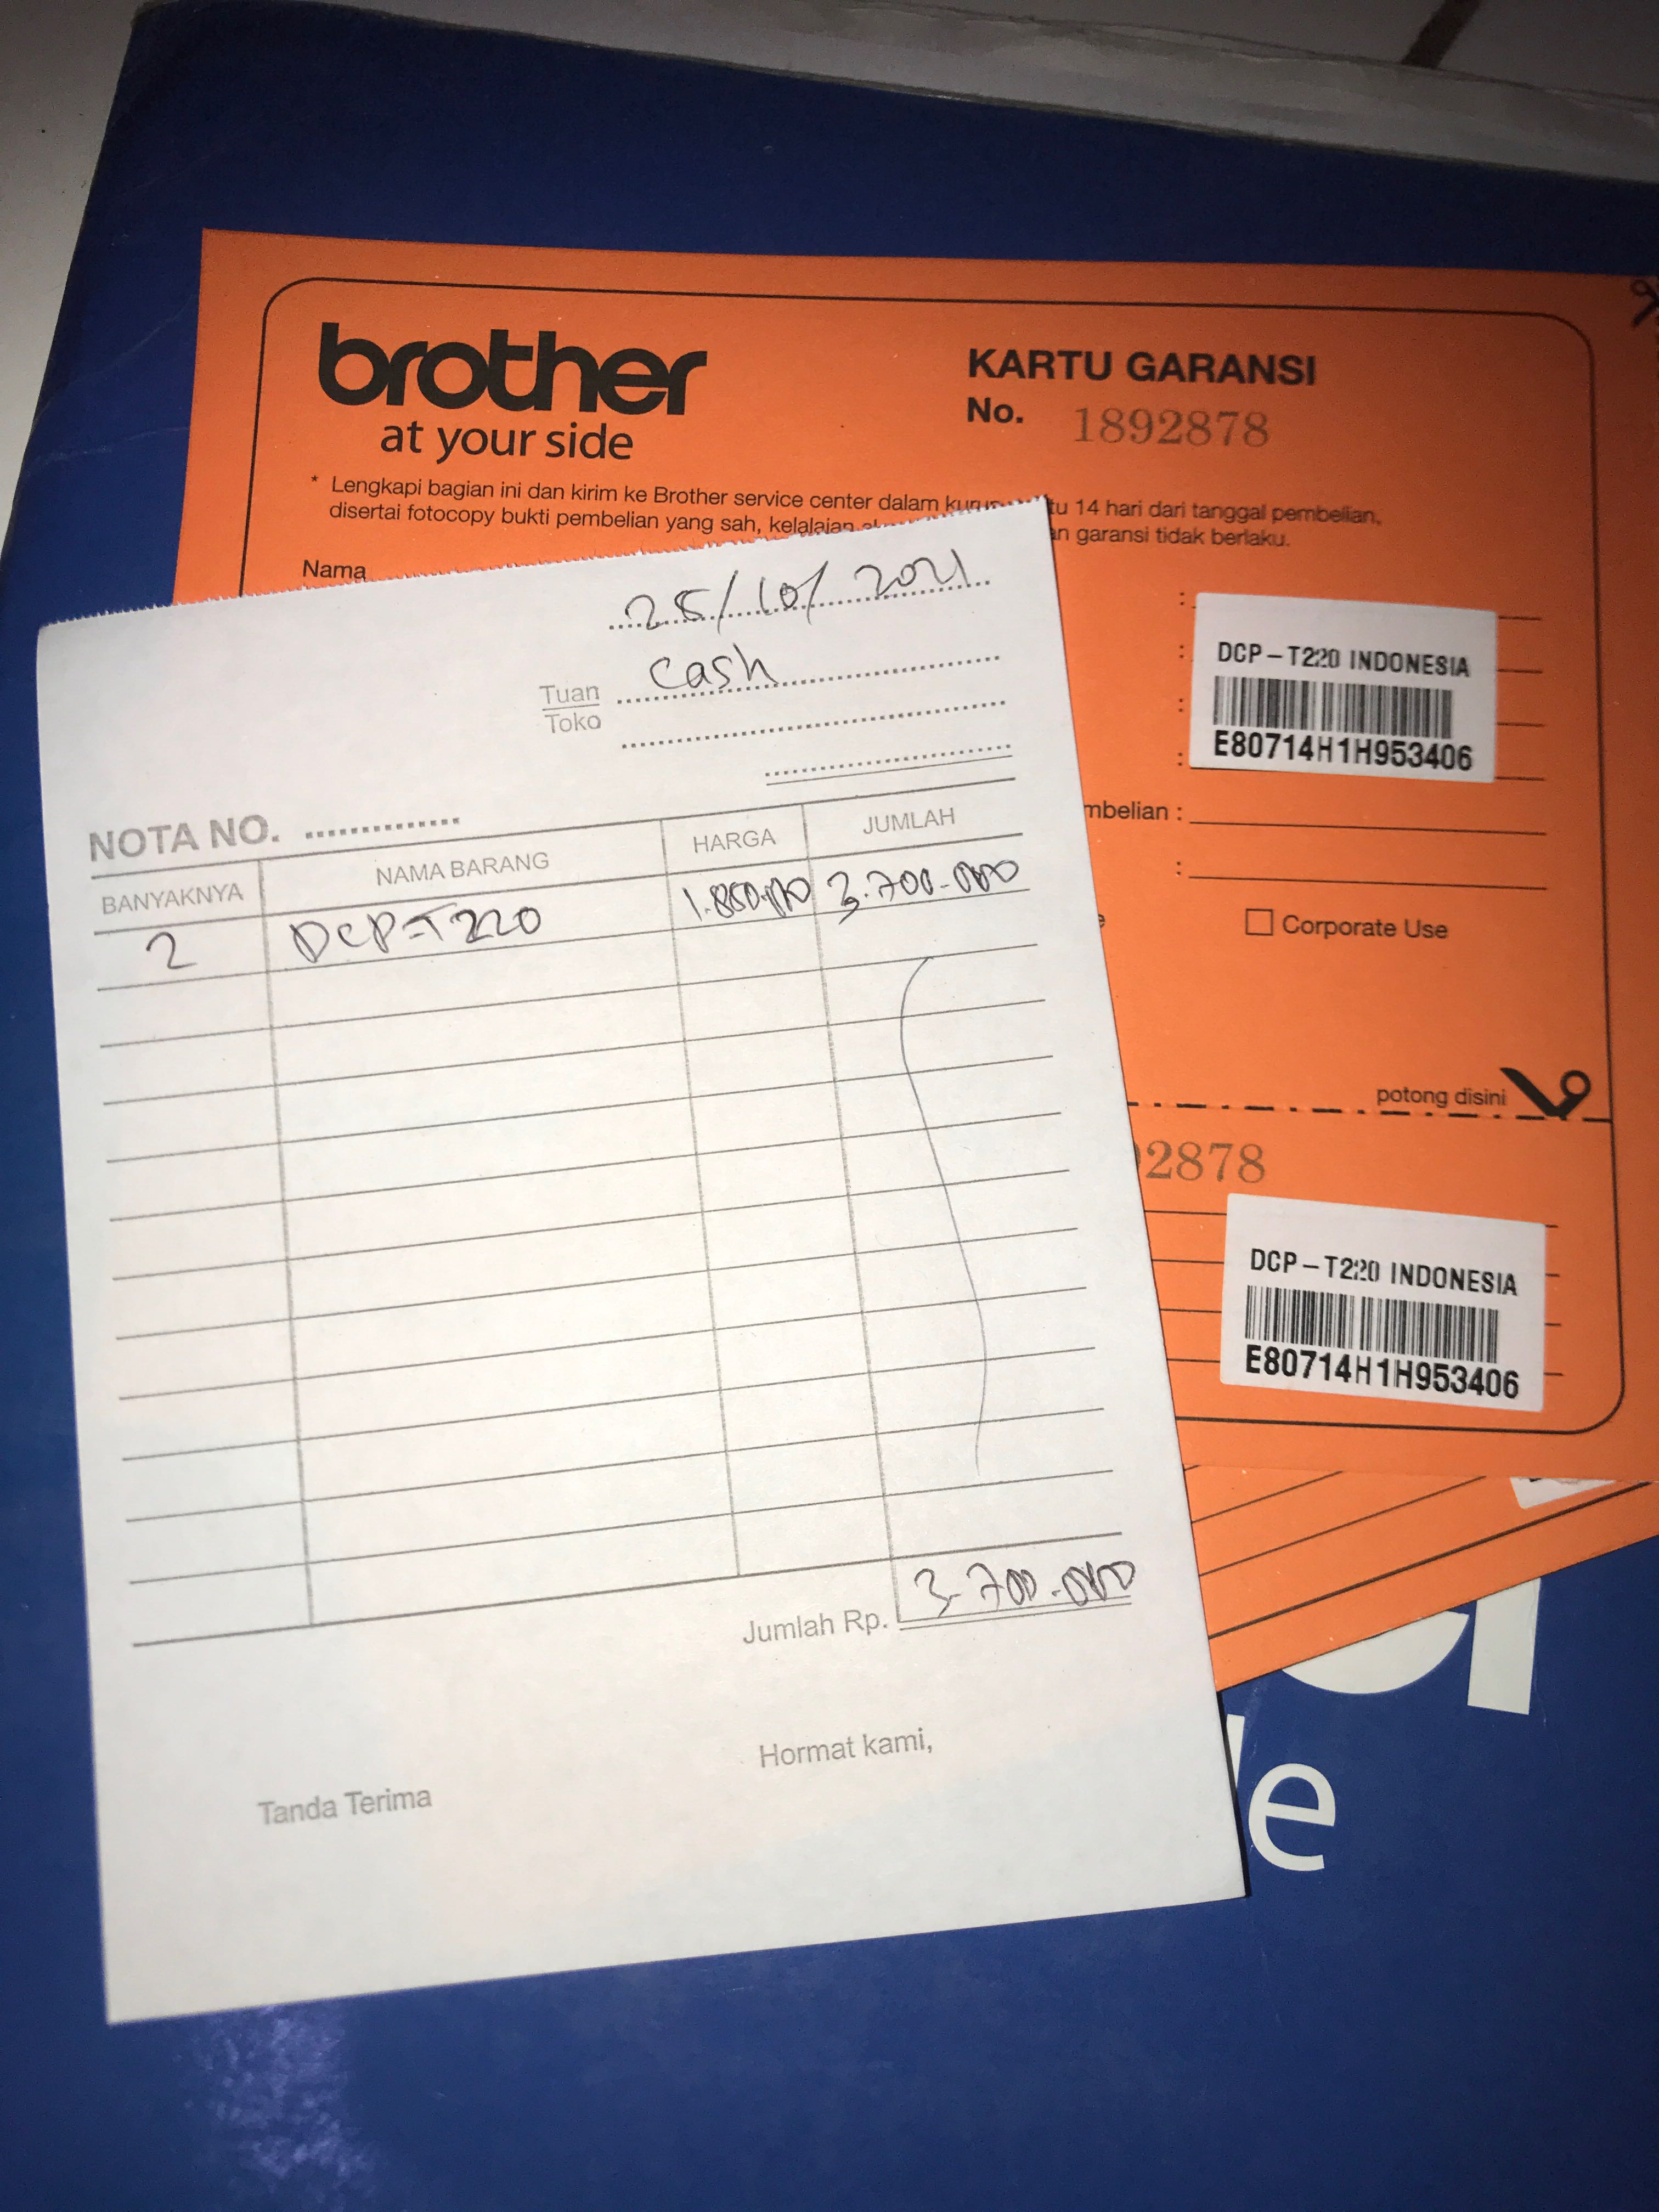 brother
at your side
KARTU GARANSI
No. 1892878
* Lengkapi bagian ini dan kirim ke Brother service center dalam tu 14 hari dari tanggal pembelian,
disertai fotocopy bukti pembelian yang sah, kelalaian an garansi tidak berlaku.
Nama
:
DCP-T220 INDONESIA
E80714H1H953406
mbelian :
:
Corporate Use
potong disini
2878
DCP-T220 INDONESIA
E80714H1H953406
25/10/2021
Tuan cash
Toko
NOTA NO.
BANYAKNYA NAMA BARANG HARGA JUMLAH
2 DCP-T220 1.850.000 3.700.000
Jumlah Rp. 3.700.000
Tanda Terima Hormat kami,